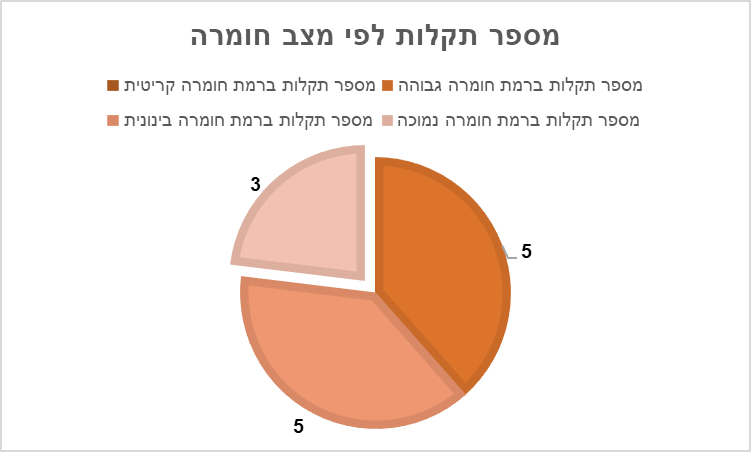 מספר תקלות לפי מצב חומרה
מספר תקלות ברמת חומרה קריטית מספר תקלות ברמת חומרה גבוהה
מספר תקלות ברמת חומרה בינונית מספר תקלות ברמת חומרה נמוכה
3
5
5